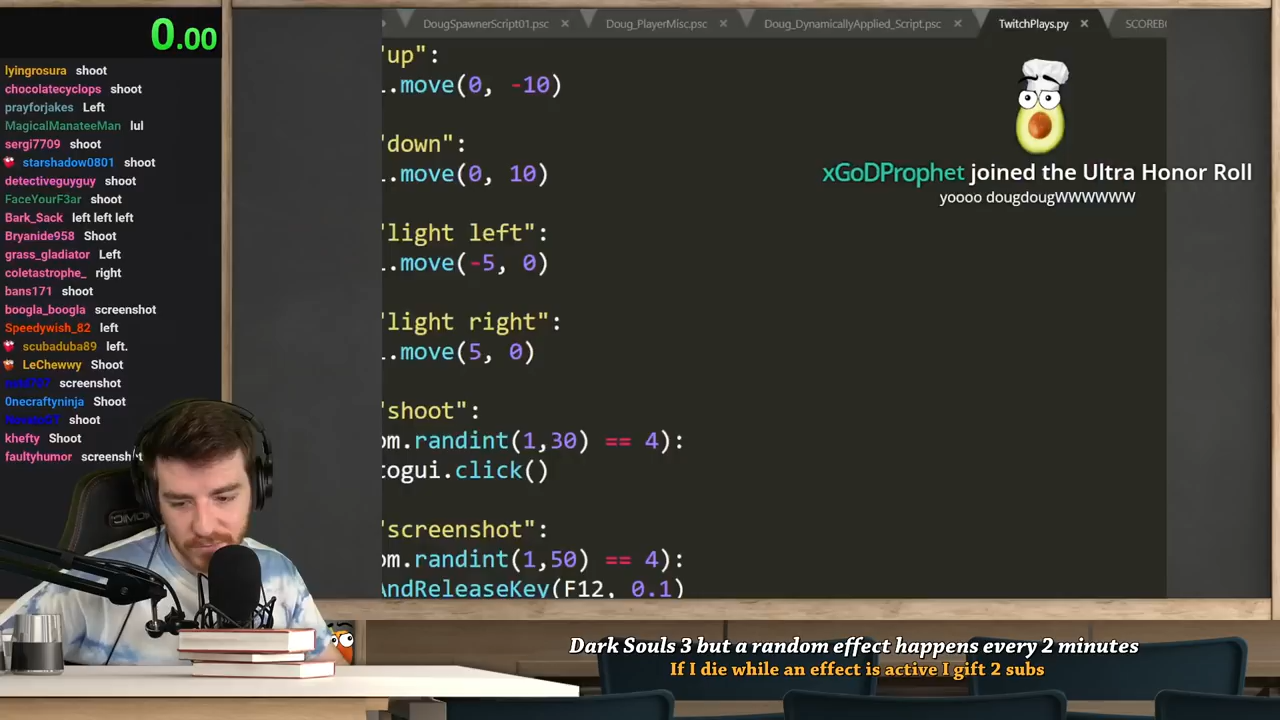 0.00
lyingrosura shoot
chocolatecyclops shoot
prayforjakes Left
MagicalManateeMan lul
sergi7709 shoot
starshadow0801 shoot
detectiveguyguy shoot
FaceYourF3ar shoot
Bark_Sack left left left
Bryanide958 Shoot
grass_gladiator Left
coletastrophe_ right
bans171 shoot
boogla_boogla screenshot
Speedywish_82 left
scubaduba89 left.
LeChewwy Shoot
screenshot
0necraftyninja Shoot
shoot
khefty Shoot
faultyhumor screensh
DougSpawnerScript01.psc
Doug_PlayerMisc.psc
Doug_DynamicallyApplied_Script.psc
TwitchPlays.py
SCOREBO
"up":
.move(0, -10)
"down":
.move(0, 10)
"light left":
.move(-5, 0)
"light right":
.move(5, 0)
"shoot":
om.randint(1,30) == 4):
togui.click()
"screenshot":
om.randint(1,50) == 4):
AndReleaseKey(F12, 0.1)
xGoDProphet joined the Ultra Honor Roll
yoooo dougdougWWWWWW
Dark Souls 3 but a random effect happens every 2 minutes
If I die while an effect is active I gift 2 subs